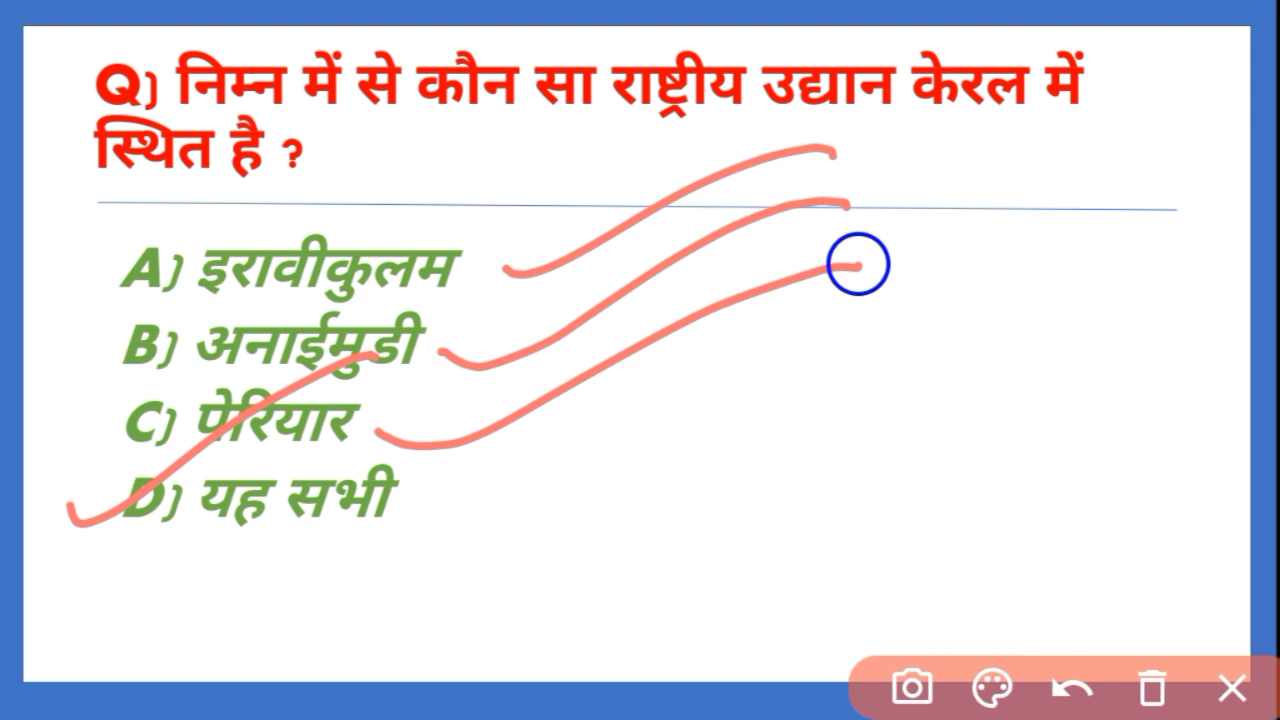 Q) निम्न में से कौन सा राष्ट्रीय उद्यान केरल में
स्थित है ?
A) इरावीकुलम
B) अनाईमुडी
C) पेरियार
D) यह सभी